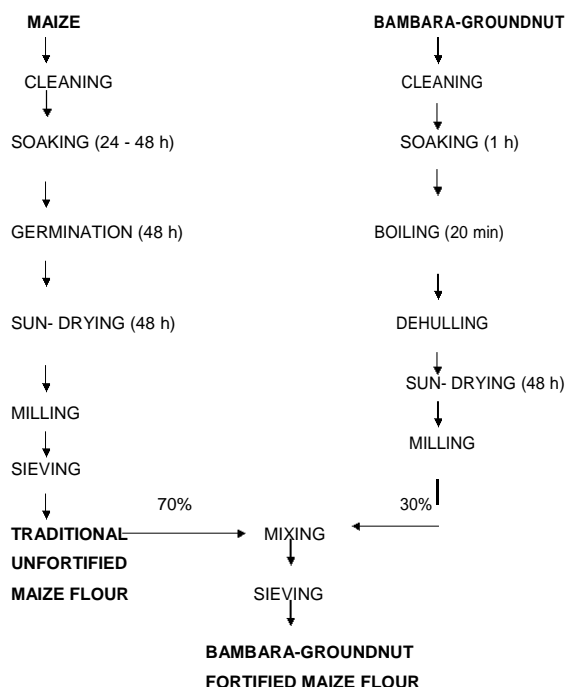 MAIZE
CLEANING
SOAKING (24 - 48 h)
GERMINATION (48 h)
SUN- DRYING (48 h)
MILLING
SIEVING
TRADITIONAL
UNFORTIFIED
MAIZE FLOUR
70%
BAMBARA-GROUNDNUT
CLEANING
SOAKING (1 h)
BOILING (20 min)
DEHULLING
SUN- DRYING (48 h)
MILLING
30%
MIXING
SIEVING
BAMBARA-GROUNDNUT
FORTIFIED MAIZE FLOUR